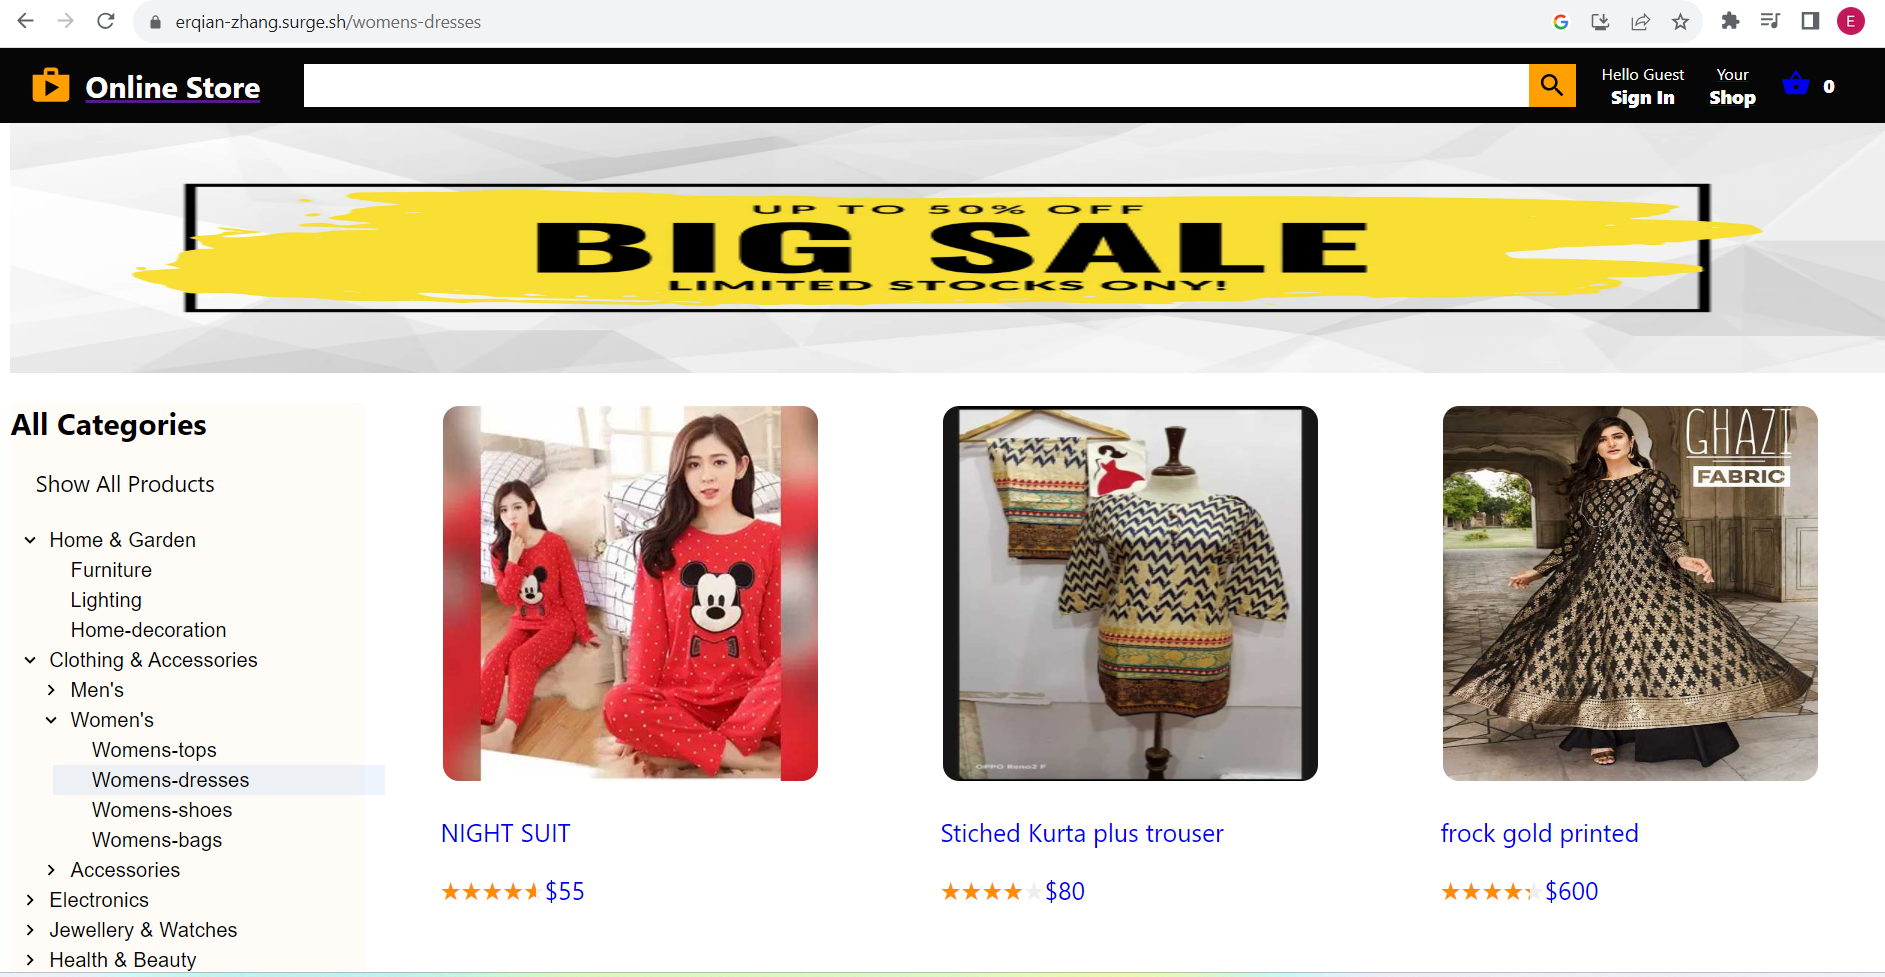 erqian-zhang.surge.sh/womens-dresses
E
Online Store
Hello Guest
Sign In
Your
Shop
0
UP TO 50% OFF
BIG SALE
LIMITED STOCKS ONY!
All Categories
Show All Products
Home & Garden
Furniture
Lighting
Home-decoration
Clothing & Accessories
Men's
Women's
Womens-tops
Womens-dresses
Womens-shoes
Womens-bags
Accessories
Electronics
Jewellery & Watches
Health & Beauty
OPPO Reno2 F
GHAZI
FABRIC
NIGHT SUIT
$55
Stiched Kurta plus trouser
$80
frock gold printed
$600